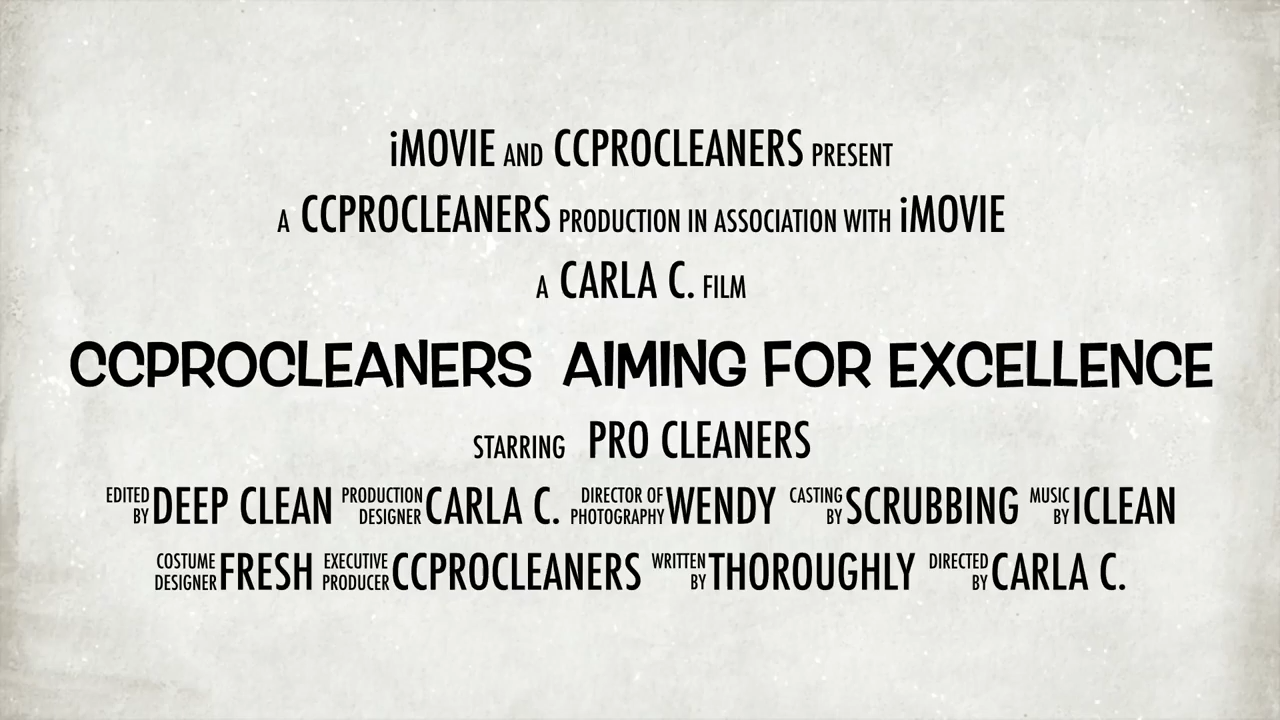 iMOVIE AND CCPROCLEANERS PRESENT
A CCPROCLEANERS PRODUCTION IN ASSOCIATION WITH iMOVIE
A CARLA C. FILM
CCPROCLEANERS AIMING FOR EXCELLENCE
STARRING PRO CLEANERS
EDITED BY DEEP CLEAN PRODUCTION DESIGNER CARLA C. DIRECTOR OF PHOTOGRAPHY WENDY CASTING BY SCRUBBING MUSIC BY ICLEAN
COSTUME DESIGNER FRESH EXECUTIVE PRODUCER CCPROCLEANERS WRITTEN BY THOROUGHLY DIRECTED BY CARLA C.